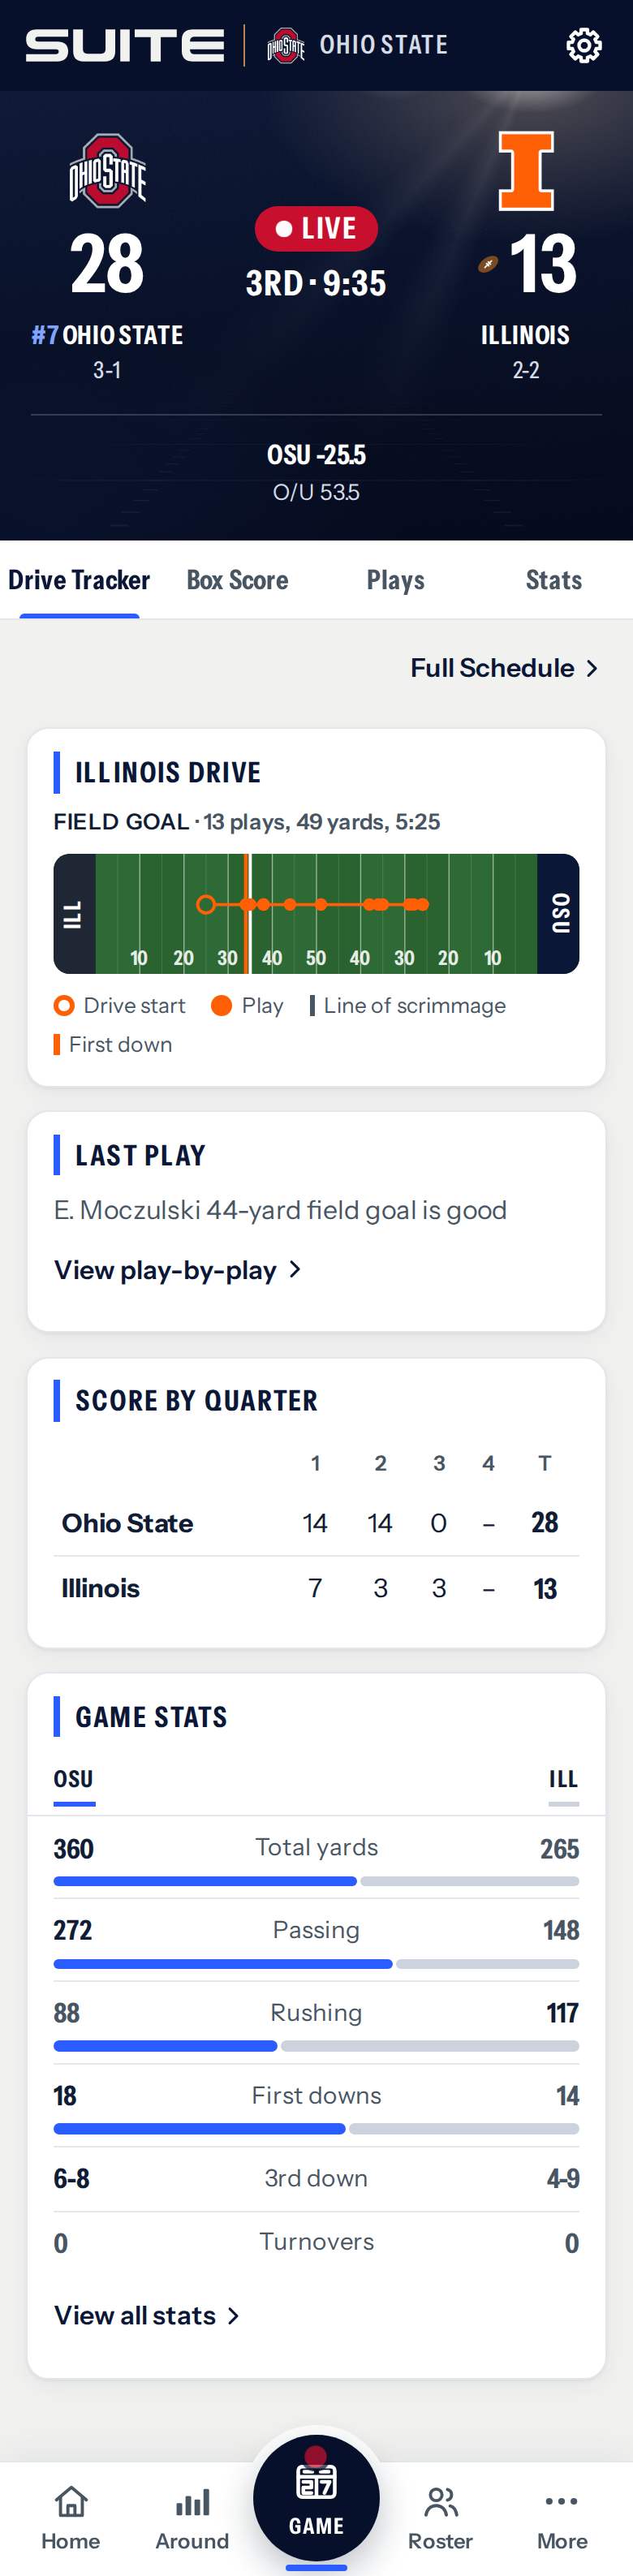 SUITE OHIO STATE OHIO STATE
OHIO STATE I
28 LIVE 13
3RD · 9:35
#7 OHIO STATE ILLINOIS
3-1 2-2
OSU -25.5
O/U 53.5
Drive Tracker Box Score Plays Stats
Full Schedule
ILLINOIS DRIVE
FIELD GOAL · 13 plays, 49 yards, 5:25
ILL OSU
10 20 30 40 50 40 30 20 10
Drive start Play Line of scrimmage
First down
LAST PLAY
E. Moczulski 44-yard field goal is good
View play-by-play
SCORE BY QUARTER
1 2 3 4 T
Ohio State 14 14 0 – 28
Illinois 7 3 3 – 13
GAME STATS
OSU ILL
360 Total yards 265
272 Passing 148
88 Rushing 117
18 First downs 14
6-8 3rd down 4-9
0 Turnovers 0
View all stats
27
Home Around GAME Roster More